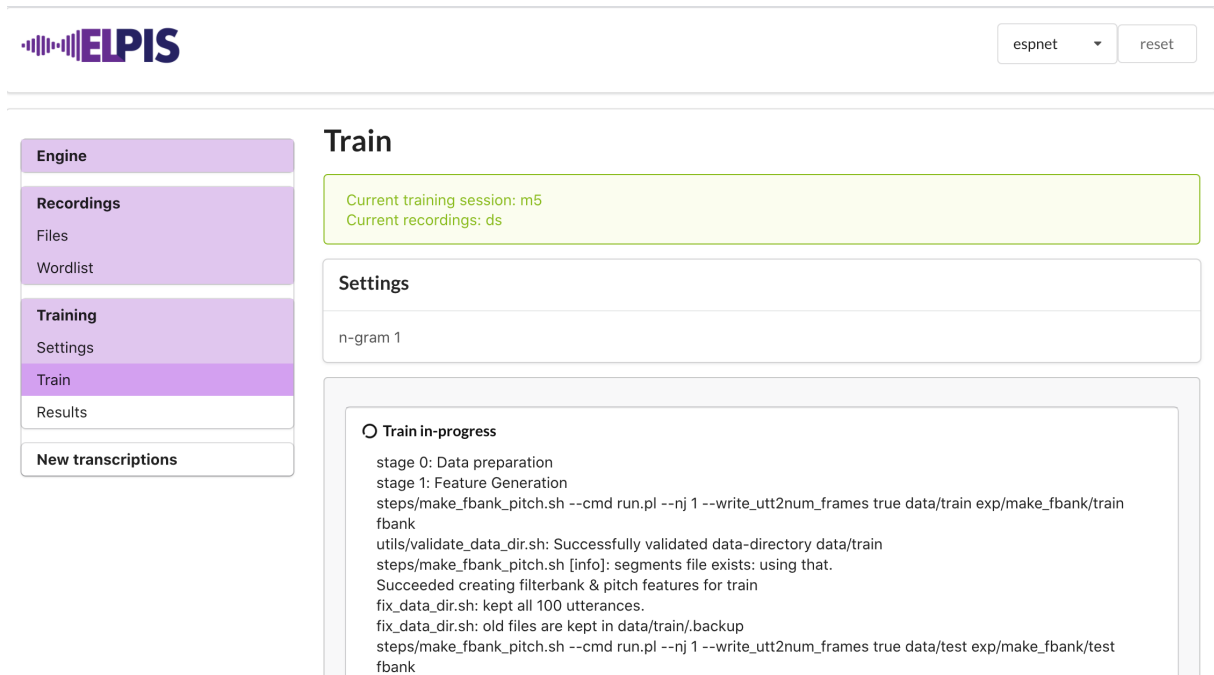 ELPIS
espnet
reset
Engine
Recordings
Files
Wordlist
Training
Settings
Train
Results
New transcriptions
Train
Current training session: m5
Current recordings: ds
Settings
n-gram 1
Train in-progress
stage 0: Data preparation
stage 1: Feature Generation
steps/make_fbank_pitch.sh --cmd run.pl --nj 1 --write_utt2num_frames true data/train exp/make_fbank/train
fbank
utils/validate_data_dir.sh: Successfully validated data-directory data/train
steps/make_fbank_pitch.sh [info]: segments file exists: using that.
Succeeded creating filterbank & pitch features for train
fix_data_dir.sh: kept all 100 utterances.
fix_data_dir.sh: old files are kept in data/train/.backup
steps/make_fbank_pitch.sh --cmd run.pl --nj 1 --write_utt2num_frames true data/test exp/make_fbank/test
fbank